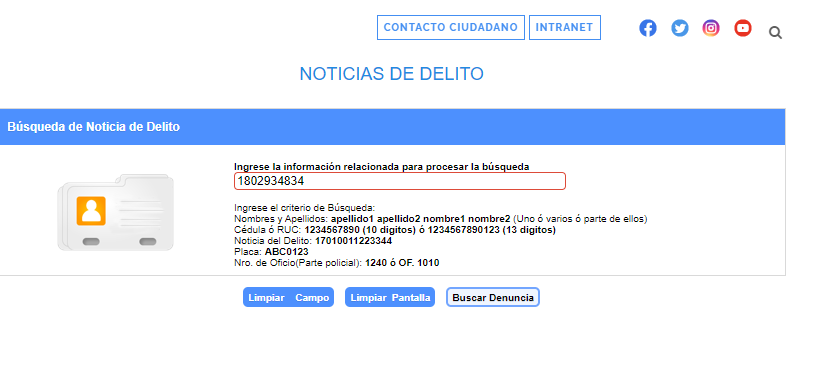 CONTACTO CIUDADANO INTRANET
NOTICIAS DE DELITO
Búsqueda de Noticia de Delito
Ingrese la información relacionada para procesar la búsqueda
1802934834
Ingrese el criterio de Búsqueda:
Nombres y Apellidos: apellido1 apellido2 nombre1 nombre2 (Uno ó varios ó parte de ellos)
Cédula ó RUC: 1234567890 (10 digitos) ó 1234567890123 (13 digitos)
Noticia del Delito: 17010011223344
Placa: ABC0123
Nro. de Oficio(Parte policial): 1240 ó OF. 1010
Limpiar Campo Limpiar Pantalla Buscar Denuncia